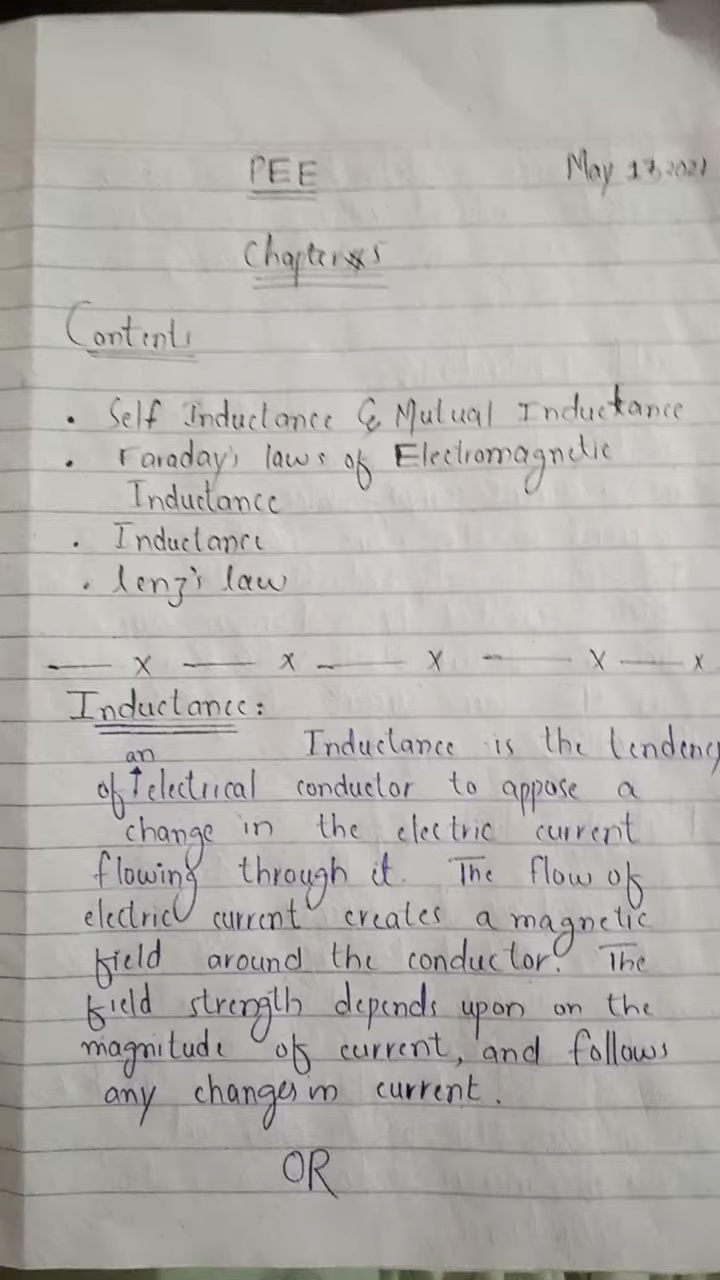 PEE
May 17, 2021
Chapter 5
Contents
• Self Inductance & Mutual Inductance
• Faraday's laws of Electromagnetic
Inductance
• Inductance
• lenz's law
— x — x — x — x — x
Inductance:
Inductance is the tendency
of an electrical conductor to appose a
change in the electric current
flowing through it. The flow of
electric current creates a magnetic
field around the conductor. The
field strength depends upon on the
magnitude of current, and follows
any changes in current.
OR